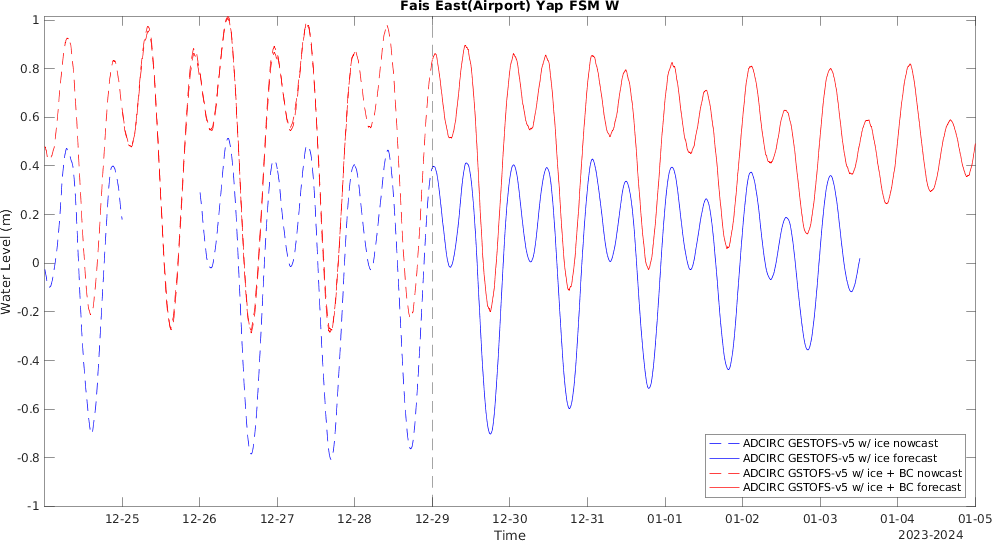 Fais East(Airport) Yap FSM W
1
0.8
0.6
0.4
0.2
0
-0.2
-0.4
-0.6
-0.8
-1
Water Level (m)
ADCIRC GESTOFS-v5 w/ ice nowcast
ADCIRC GESTOFS-v5 w/ ice forecast
ADCIRC GSTOFS-v5 w/ ice + BC nowcast
ADCIRC GSTOFS-v5 w/ ice + BC forecast
12-25 12-26 12-27 12-28 12-29 12-30 12-31 01-01 01-02 01-03 01-04 01-05
Time
2023-2024